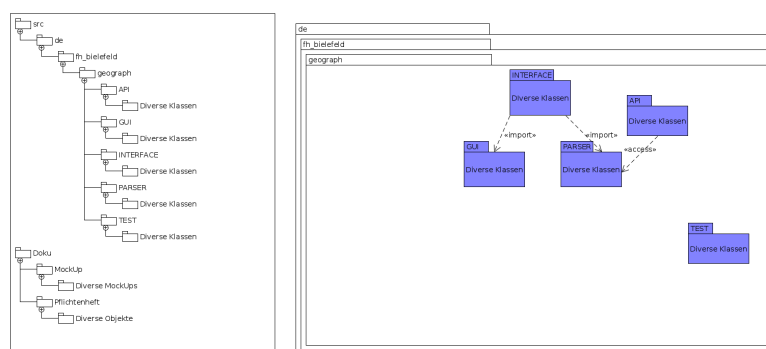 src
de
fh_bielefeld
geograph
API
Diverse Klassen
GUI
Diverse Klassen
INTERFACE
Diverse Klassen
PARSER
Diverse Klassen
TEST
Diverse Klassen
Doku
MockUp
Diverse MockUps
Pflichtenheft
Diverse Objekte
de
fh_bielefeld
geograph
INTERFACE
Diverse Klassen
API
Diverse Klassen
«import»
«import»
«access»
GUI
Diverse Klassen
PARSER
Diverse Klassen
TEST
Diverse Klassen